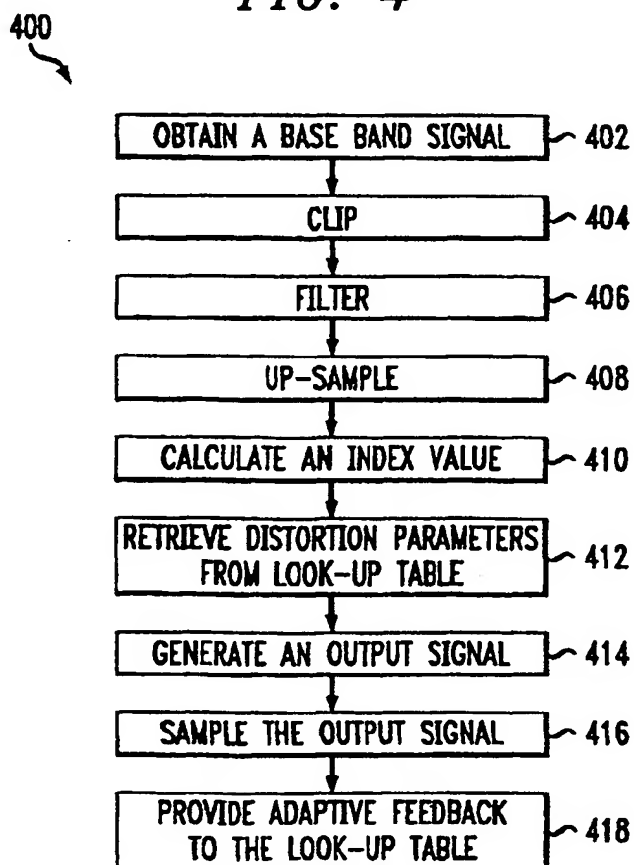 FIG. 4
400
OBTAIN A BASE BAND SIGNAL 402
CLIP 404
FILTER 406
UP-SAMPLE 408
CALCULATE AN INDEX VALUE 410
RETRIEVE DISTORTION PARAMETERS
FROM LOOK-UP TABLE 412
GENERATE AN OUTPUT SIGNAL 414
SAMPLE THE OUTPUT SIGNAL 416
PROVIDE ADAPTIVE FEEDBACK
TO THE LOOK-UP TABLE 418